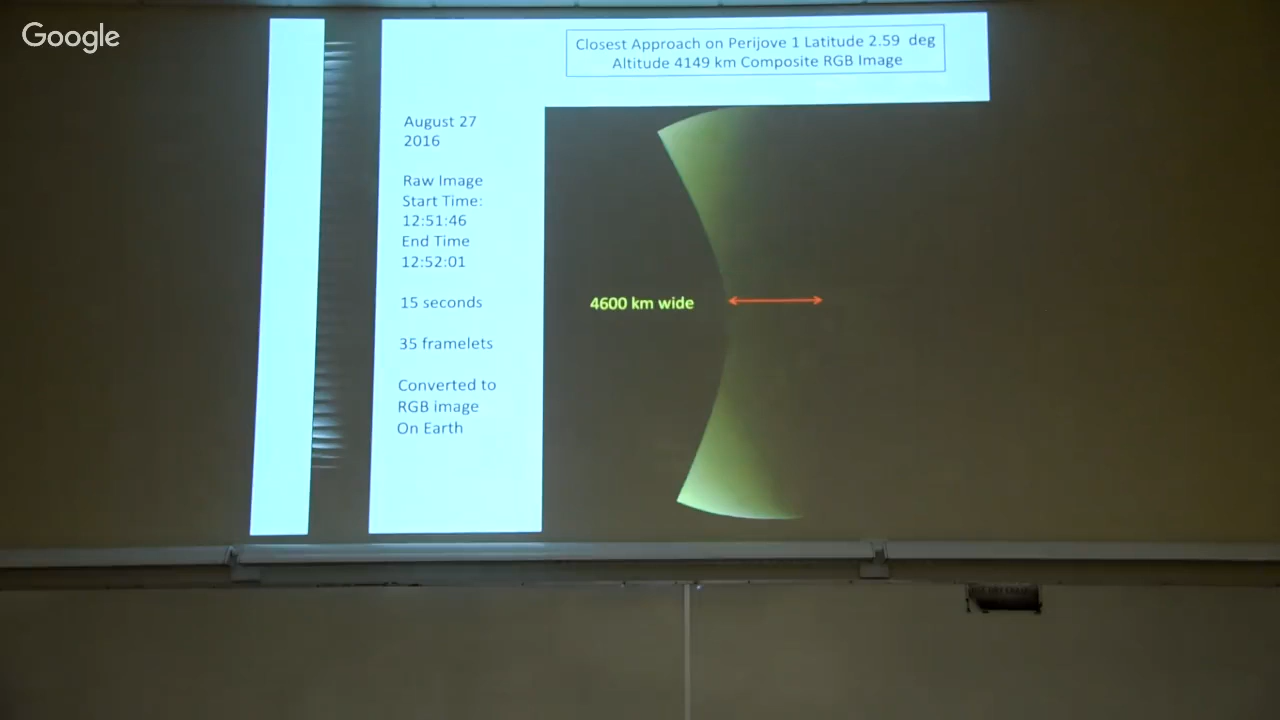 Google
Closest Approach on Perijove 1 Latitude 2.59 deg
Altitude 4149 km Composite RGB Image
August 27
2016
Raw Image
Start Time:
12:51:46
End Time
12:52:01
15 seconds
35 framelets
Converted to
RGB image
On Earth
4600 km wide